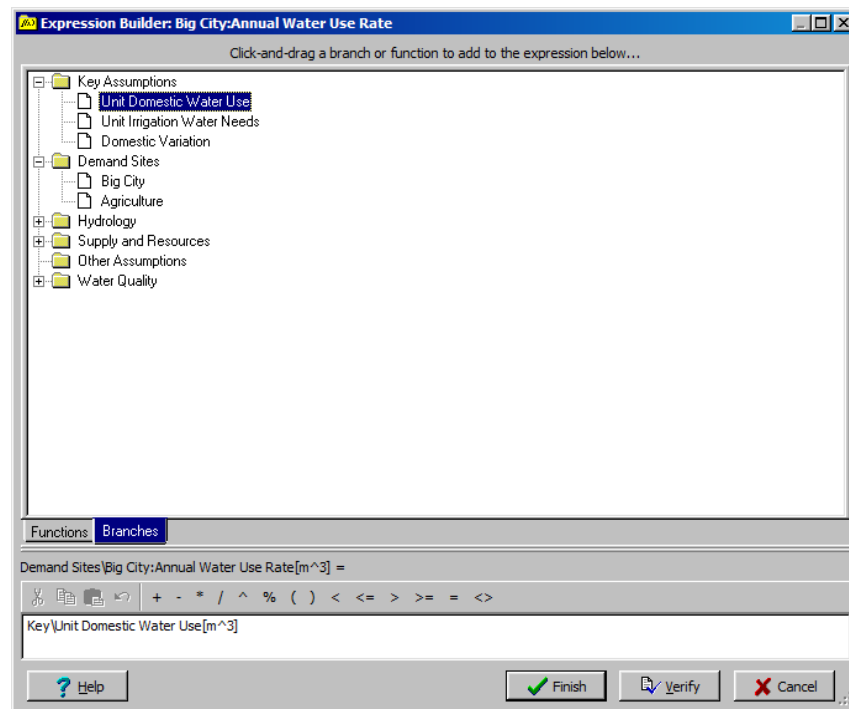 Expression Builder: Big City:Annual Water Use Rate
Click-and-drag a branch or function to add to the expression below...
Key Assumptions
Unit Domestic Water Use
Unit Irrigation Water Needs
Domestic Variation
Demand Sites
Big City
Agriculture
Hydrology
Supply and Resources
Other Assumptions
Water Quality
Functions Branches
Demand Sites\Big City:Annual Water Use Rate[m^3] =
+ - * / ^ % ( ) < <= > >= = <>
Key\Unit Domestic Water Use[m^3]
? Help Finish Verify Cancel